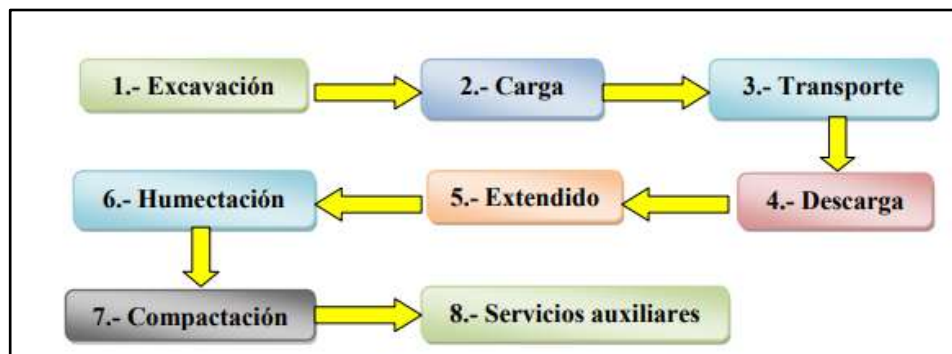 1.- Excavación
2.- Carga
3.- Transporte
4.- Descarga
5.- Extendido
6.- Humectación
7.- Compactación
8.- Servicios auxiliares